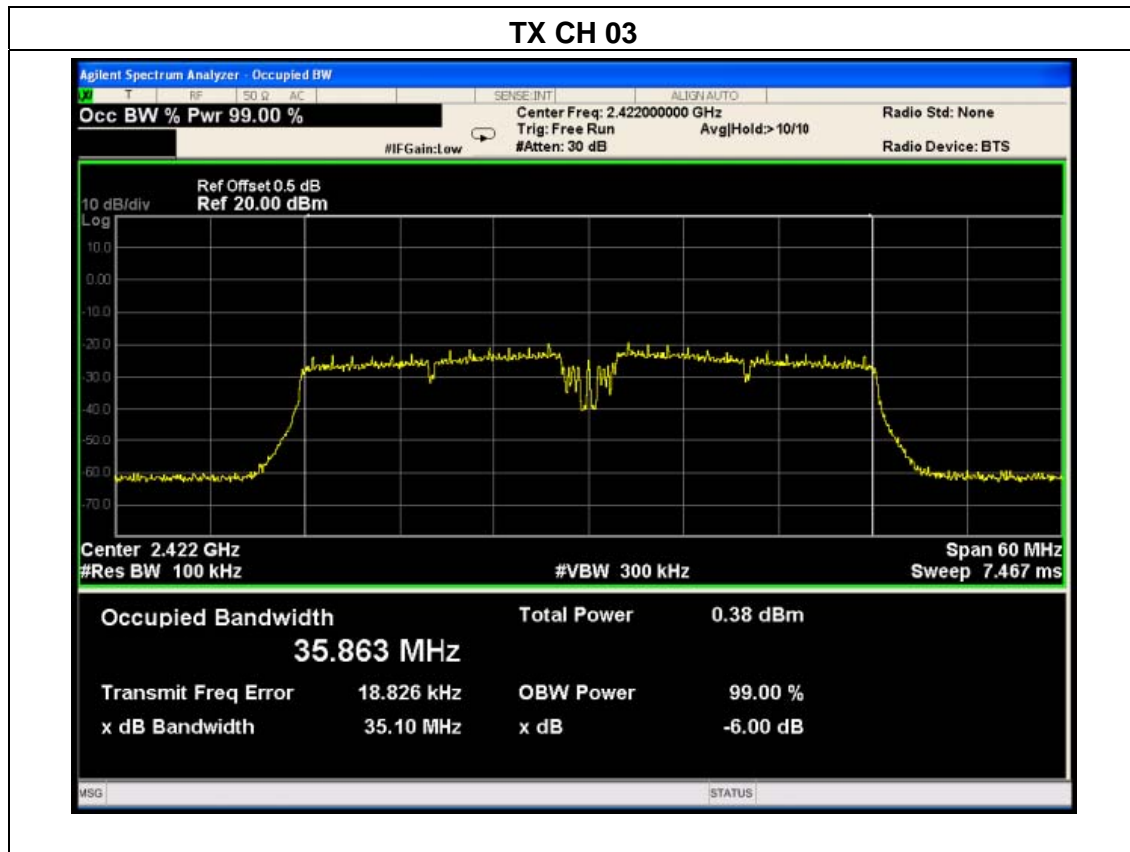 TX CH 03
Agilent Spectrum Analyzer - Occupied BW
T RF 50 Ω AC SENSE:INT ALIGN AUTO
Occ BW % Pwr 99.00 %
Center Freq: 2.422000000 GHz
Radio Std: None
Trig: Free Run
Avg|Hold:> 10/10
#IFGain:Low
#Atten: 30 dB
Radio Device: BTS
Ref Offset 0.5 dB
10 dB/div
Ref 20.00 dBm
Log
10.0
0.00
-10.0
-20.0
-30.0
-40.0
-50.0
-60.0
-70.0
Center 2.422 GHz
Span 60 MHz
#Res BW 100 kHz
#VBW 300 kHz
Sweep 7.467 ms
Occupied Bandwidth
Total Power 0.38 dBm
35.863 MHz
Transmit Freq Error 18.826 kHz
OBW Power 99.00 %
x dB Bandwidth 35.10 MHz
x dB -6.00 dB
MSG
STATUS